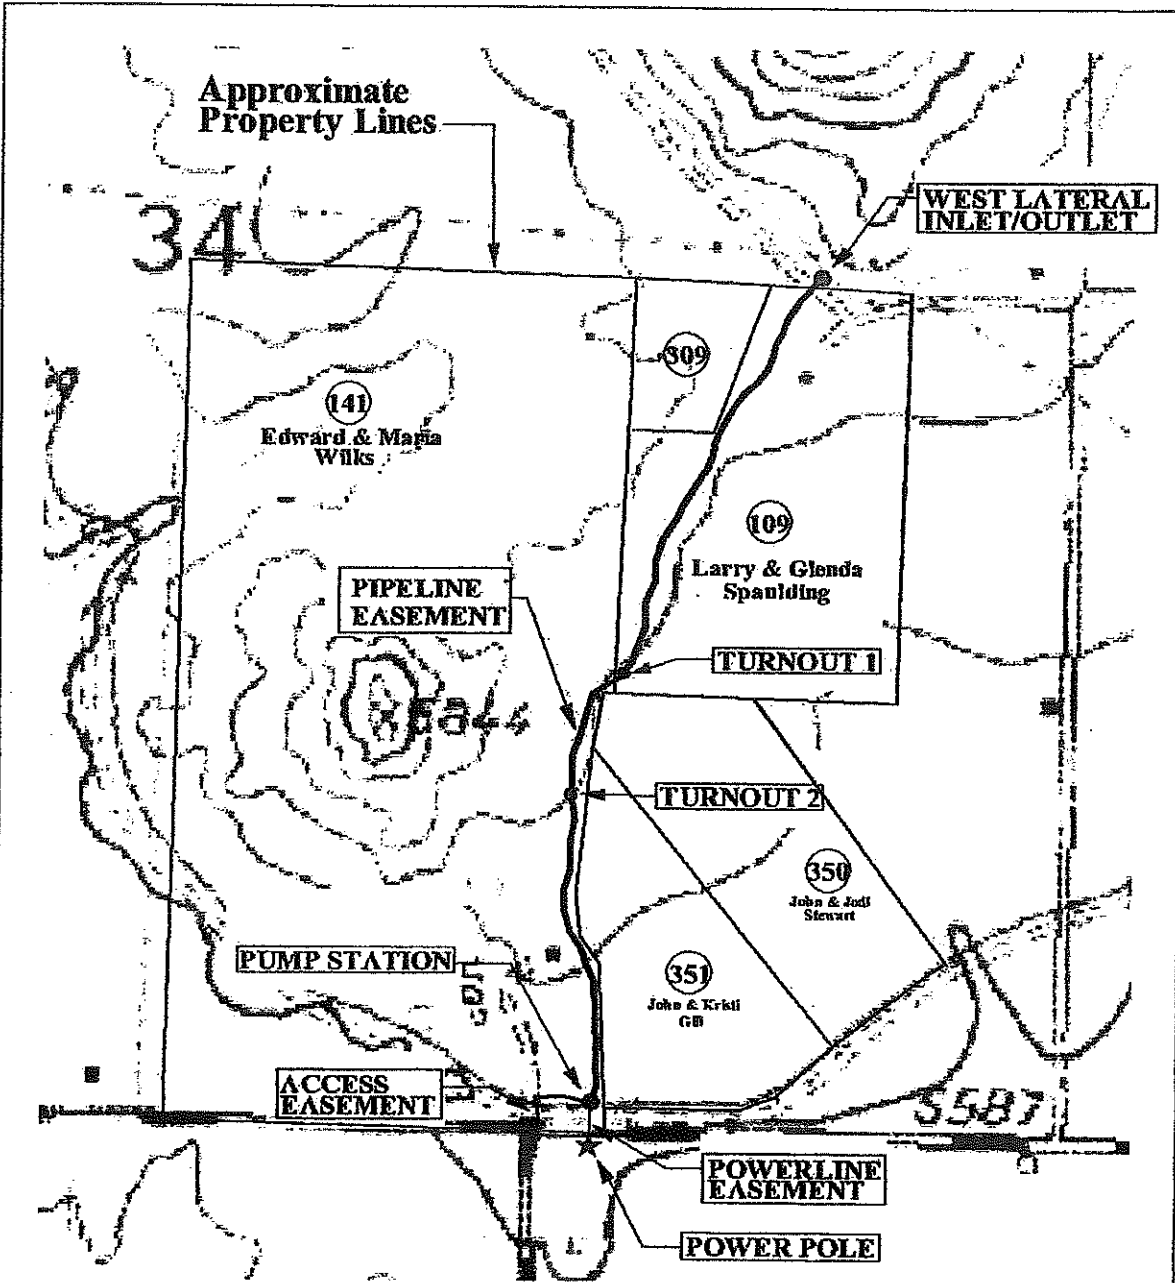 Approximate
Property Lines
34
WEST LATERAL
INLET/OUTLET
309
141
Edward & Maria
Wilks
109
Larry & Glenda
Spaulding
PIPELINE
EASEMENT
TURNOUT 1
TURNOUT 2
350
John & Jodi
Stewart
PUMP STATION
351
John & Kristi
Gill
ACCESS
EASEMENT
5587
POWERLINE
EASEMENT
POWER POLE